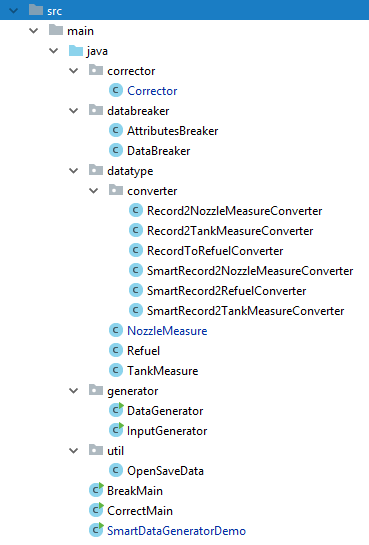 src
main
java
corrector
Corrector
databreaker
AttributesBreaker
DataBreaker
datatype
converter
Record2NozzleMeasureConverter
Record2TankMeasureConverter
RecordToRefuelConverter
SmartRecord2NozzleMeasureConverter
SmartRecord2RefuelConverter
SmartRecord2TankMeasureConverter
NozzleMeasure
Refuel
TankMeasure
generator
DataGenerator
InputGenerator
util
OpenSaveData
BreakMain
CorrectMain
SmartDataGeneratorDemo